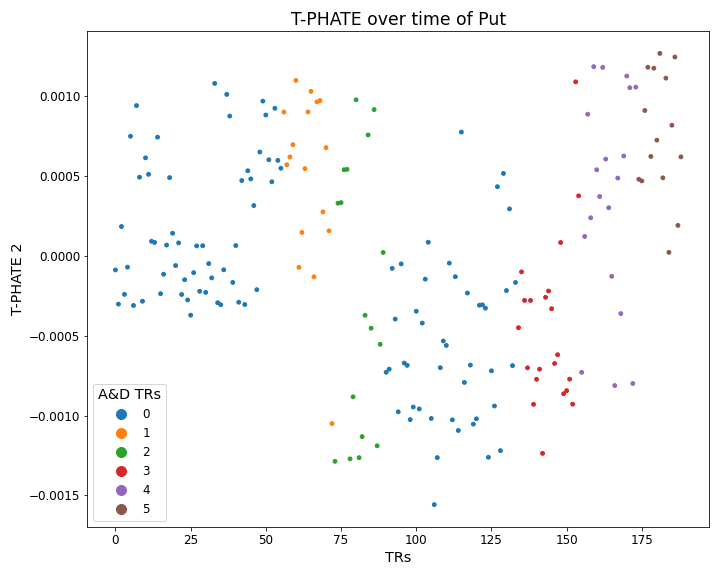 T-PHATE over time of Put
T-PHATE 2
0.0010
0.0005
0.0000
−0.0005
−0.0010
−0.0015
A&D TRs
0
1
2
3
4
5
0 25 50 75 100 125 150 175
TRs